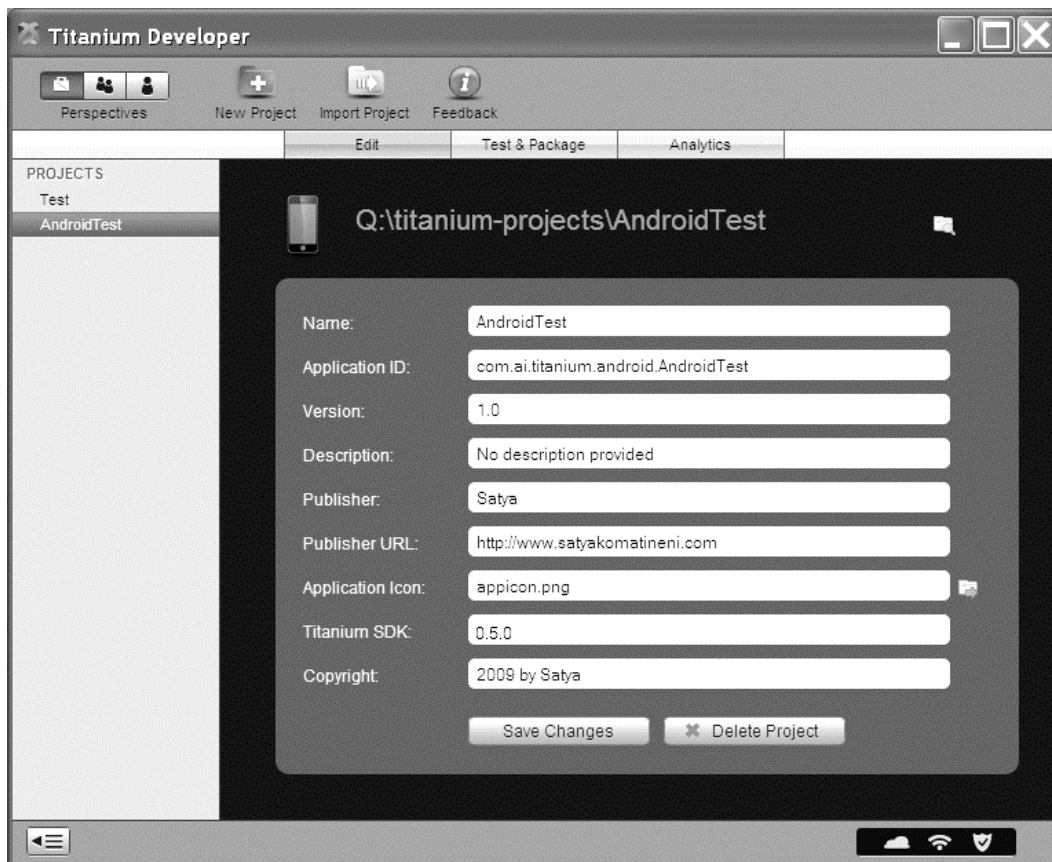 Titanium Developer
Perspectives
New Project
Import Project
Feedback
Edit
Test & Package
Analytics
PROJECTS
Test
AndroidTest
Q:\titanium-projects\AndroidTest
Name: AndroidTest
Application ID: com.ai.titanium.android.AndroidTest
Version: 1.0
Description: No description provided
Publisher: Satya
Publisher URL: http://www.satyakomatineni.com
Application Icon: appicon.png
Titanium SDK: 0.5.0
Copyright: 2009 by Satya
Save Changes
Delete Project